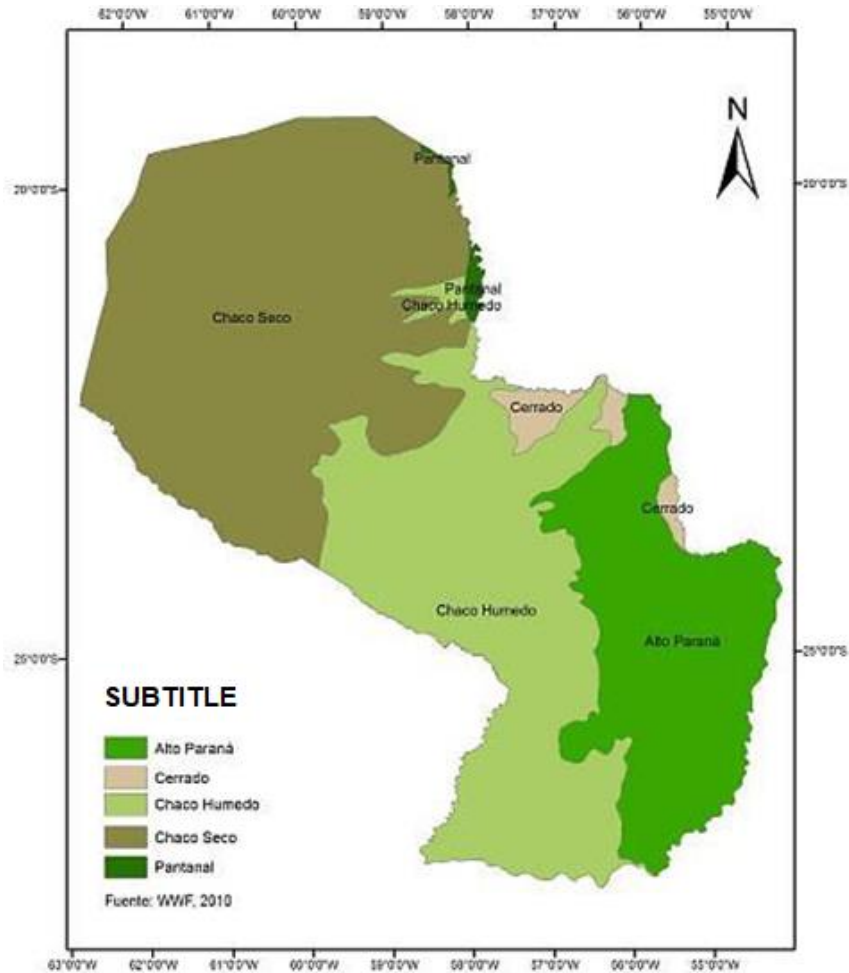 62°0'0"W 61°0'0"W 60°0'0"W 59°0'0"W 58°0'0"W 57°0'0"W 56°0'0"W 55°0'0"W
N
Pantanal
20°0'0"S 20°0'0"S
Pantanal
Chaco Humedo
Chaco Seco
Cerrado
Cerrado
Chaco Humedo
Alto Paraná
25°0'0"S 25°0'0"S
SUBTITLE
Alto Paraná
Cerrado
Chaco Humedo
Chaco Seco
Pantanal
Fuente: WWF, 2010
63°0'0"W 62°0'0"W 61°0'0"W 60°0'0"W 59°0'0"W 58°0'0"W 57°0'0"W 56°0'0"W 55°0'0"W